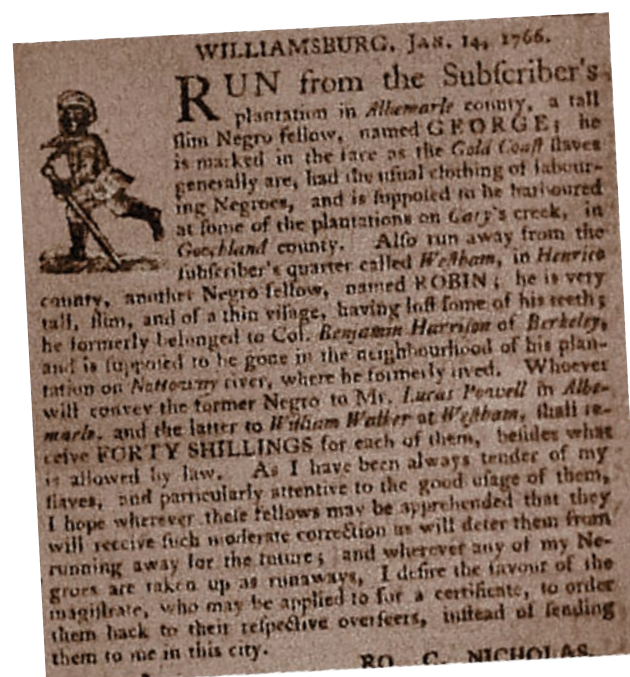 WILLIAMSBURG, Jan. 14, 1766.
RUN from the Subſcriber's
plantation in Albemarle county, a tall
ſlim Negro fellow, named GEORGE; he
is marked in the face as the Gold Coaſt ſlaves
generally are, had the uſual clothing of labour-
ing Negroes, and is ſuppoſed to be harboured
at ſome of the plantations on Cary's creek, in
Goochland county. Alſo run away from the
ſubſcriber's quarter called Weſtham, in Henrico
county, another Negro fellow, named ROBIN; he is very
tall, ſlim, and of a thin viſage, having loſt ſome of his teeth;
he formerly belonged to Col. Benjamin Harriſon of Berkeley,
and is ſuppoſed to be gone in the neighbourhood of his plan-
tation on Nottoway river, where he formerly lived. Whoever
will convey the former Negro to Mr. Lucas Powell in Albe-
marle, and the latter to William Walker at Weſtham, ſhall re-
ceive FORTY SHILLINGS for each of them, beſides what
is allowed by law. As I have been always tender of my
ſlaves, and particularly attentive to the good uſage of them,
I hope wherever theſe fellows may be apprehended that they
will receive ſuch moderate correction as will deter them from
running away for the future; and wherever any of my Ne-
groes are taken up as runaways, I deſire the favour of the
magiſtrate, who may be applied to for a certificate, to order
them back to their reſpective overſeers, inſtead of ſending
them to me in this city.
RO. C. NICHOLAS.